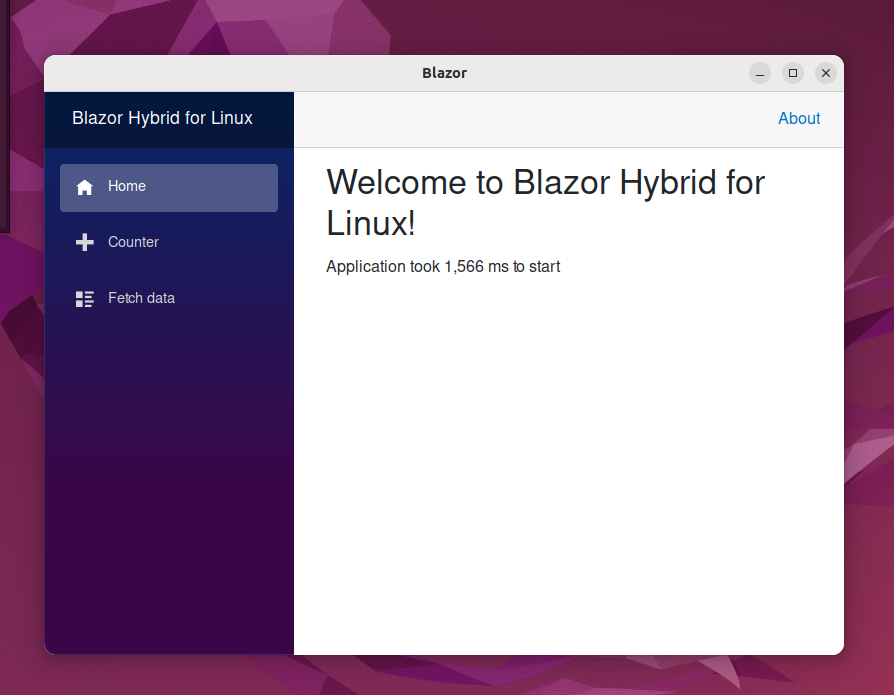 Blazor
Blazor Hybrid for Linux
About
Home
Counter
Fetch data
Welcome to Blazor Hybrid for
Linux!
Application took 1,566 ms to start